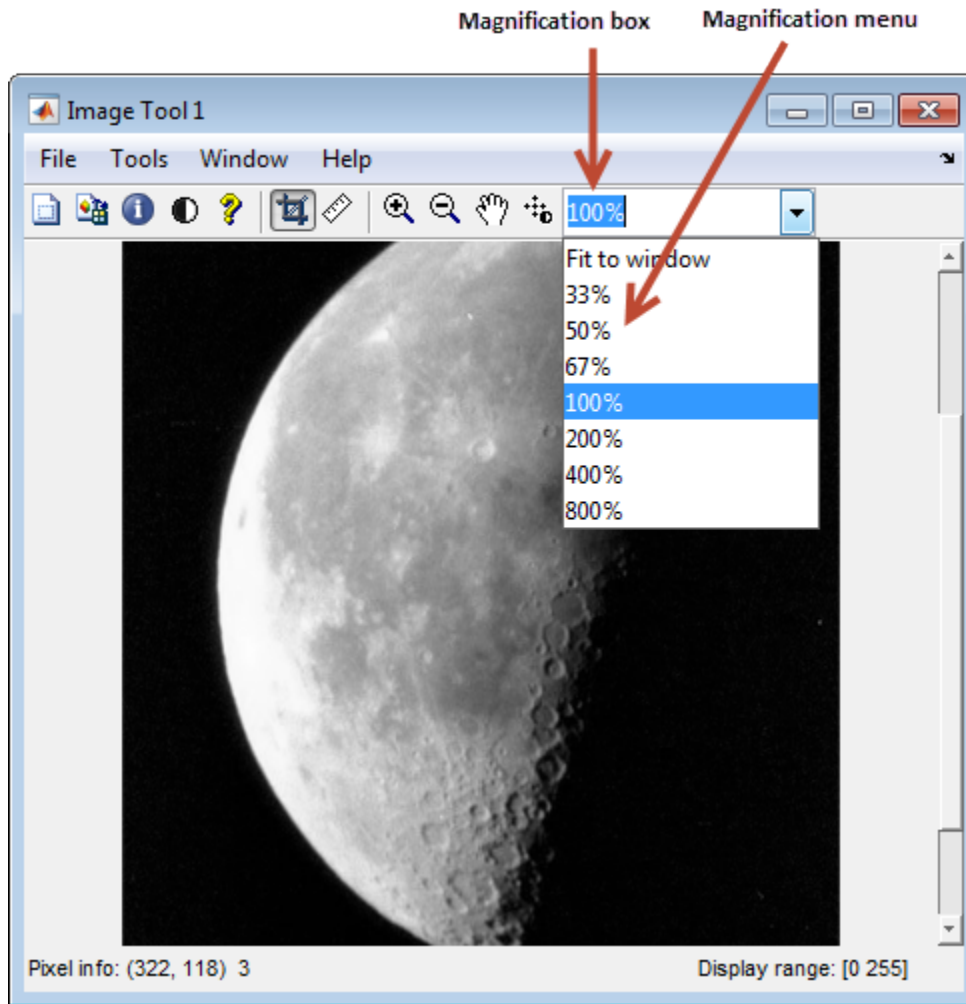 Magnification box Magnification menu
Image Tool 1
File Tools Window Help
100%
Fit to window
33%
50%
67%
100%
200%
400%
800%
Pixel info: (322, 118) 3 Display range: [0 255]